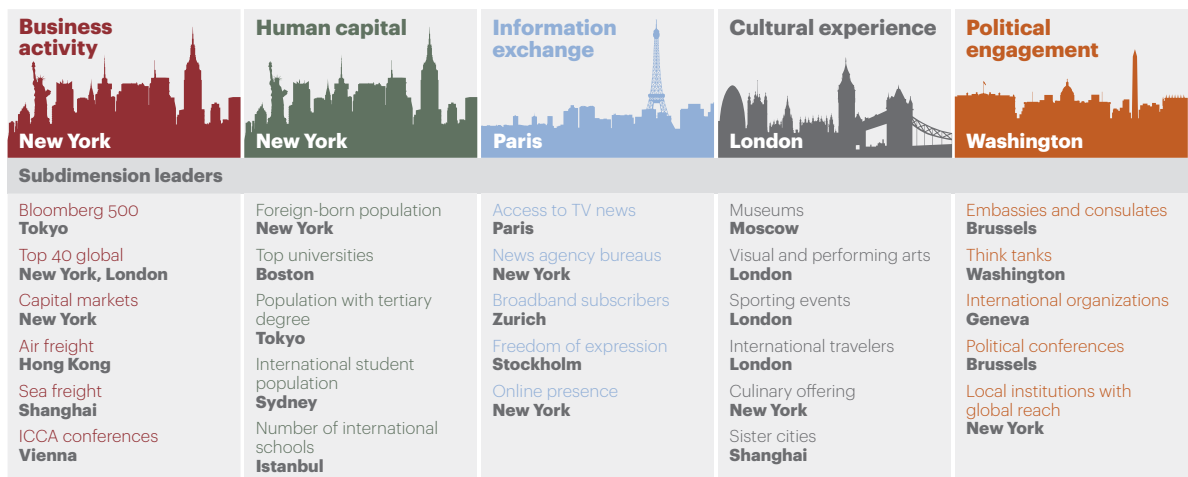 Business
activity
New York
Human capital
New York
Information
exchange
Paris
Cultural experience
London
Political
engagement
Washington
Subdimension leaders
Bloomberg 500
Tokyo
Top 40 global
New York, London
Capital markets
New York
Air freight
Hong Kong
Sea freight
Shanghai
ICCA conferences
Vienna
Foreign-born population
New York
Top universities
Boston
Population with tertiary
degree
Tokyo
International student
population
Sydney
Number of international
schools
Istanbul
Access to TV news
Paris
News agency bureaus
New York
Broadband subscribers
Zurich
Freedom of expression
Stockholm
Online presence
New York
Museums
Moscow
Visual and performing arts
London
Sporting events
London
International travelers
London
Culinary offering
New York
Sister cities
Shanghai
Embassies and consulates
Brussels
Think tanks
Washington
International organizations
Geneva
Political conferences
Brussels
Local institutions with
global reach
New York